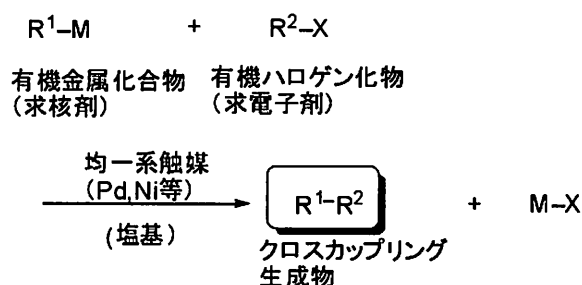 R¹–M + R²–X
有機金属化合物 有機ハロゲン化物
(求核剤) (求電子剤)
均一系触媒
(Pd,Ni等)
(塩基)
R¹–R² + M–X
クロスカップリング
生成物